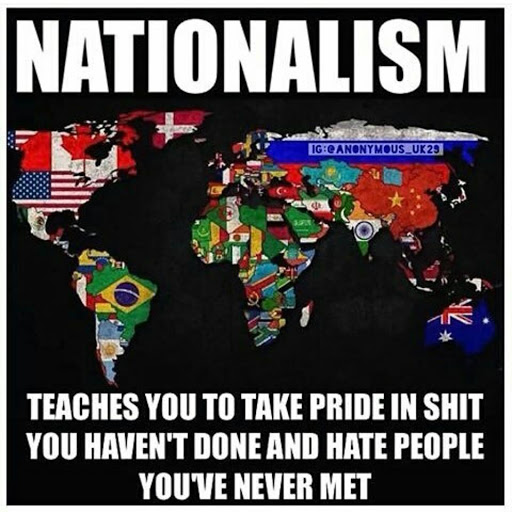 NATIONALISM
IG:@ANONYMOUS_UK29
TEACHES YOU TO TAKE PRIDE IN SHIT
YOU HAVEN'T DONE AND HATE PEOPLE
YOU'VE NEVER MET